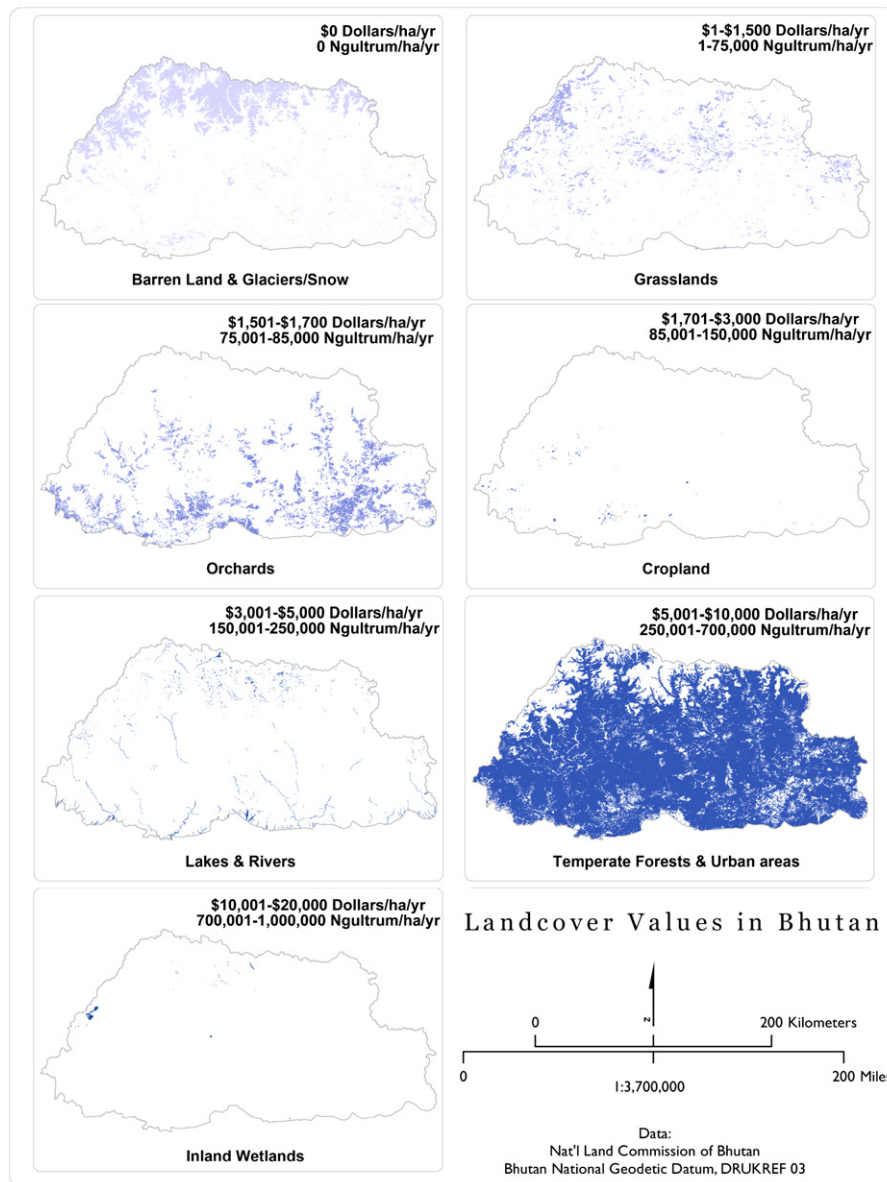 $0 Dollars/ha/yr
0 Ngultrum/ha/yr
Barren Land & Glaciers/Snow
$1-$1,500 Dollars/ha/yr
1-75,000 Ngultrum/ha/yr
Grasslands
$1,501-$1,700 Dollars/ha/yr
75,001-85,000 Ngultrum/ha/yr
Orchards
$1,701-$3,000 Dollars/ha/yr
85,001-150,000 Ngultrum/ha/yr
Cropland
$3,001-$5,000 Dollars/ha/yr
150,001-250,000 Ngultrum/ha/yr
Lakes & Rivers
$5,001-$10,000 Dollars/ha/yr
250,001-700,000 Ngultrum/ha/yr
Temperate Forests & Urban areas
$10,001-$20,000 Dollars/ha/yr
700,001-1,000,000 Ngultrum/ha/yr
Inland Wetlands
Landcover Values in Bhutan
N
0 200 Kilometers
0 200 Miles
1:3,700,000
Data:
Nat'l Land Commission of Bhutan
Bhutan National Geodetic Datum, DRUKREF 03